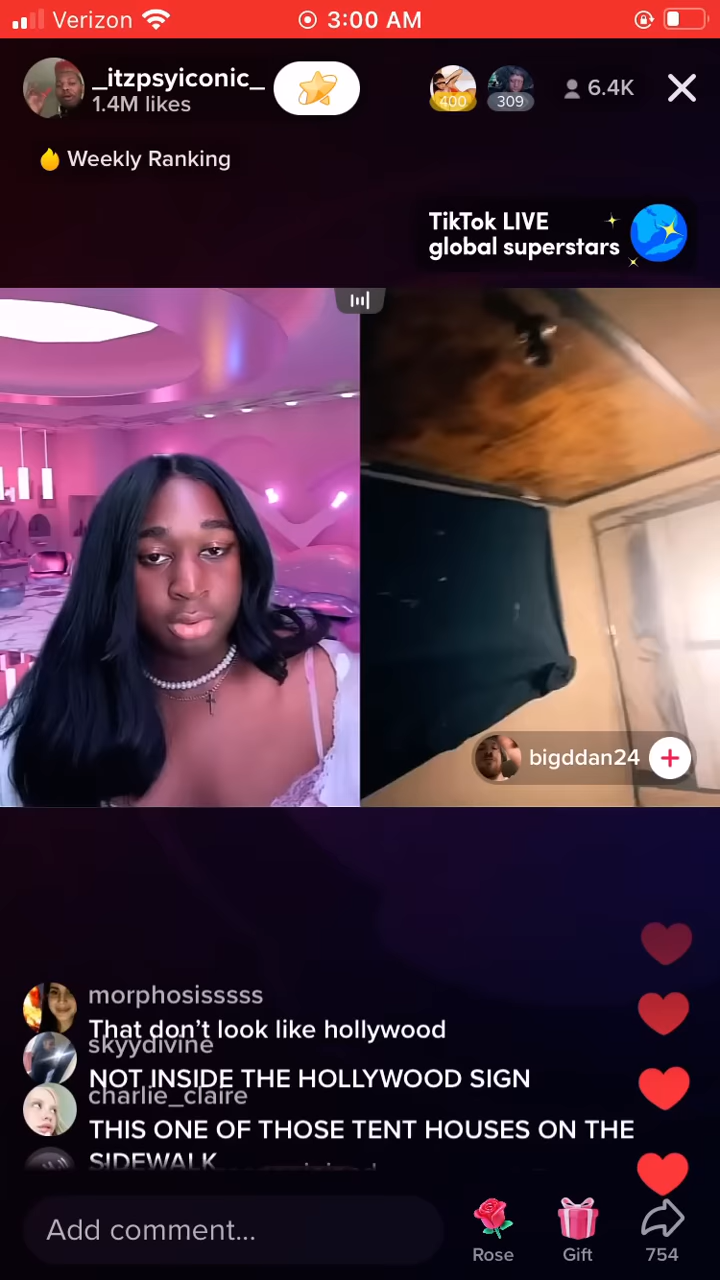 Verizon 3:00 AM
_itzpsyiconic_
1.4M likes
400
309
6.4K
Weekly Ranking
TikTok LIVE
global superstars
bigddan24
morphosisssss
That don't look like hollywood
skyydivine
NOT INSIDE THE HOLLYWOOD SIGN
charlie_claire
THIS ONE OF THOSE TENT HOUSES ON THE
SIDEWALK
Add comment...
Rose
Gift
754